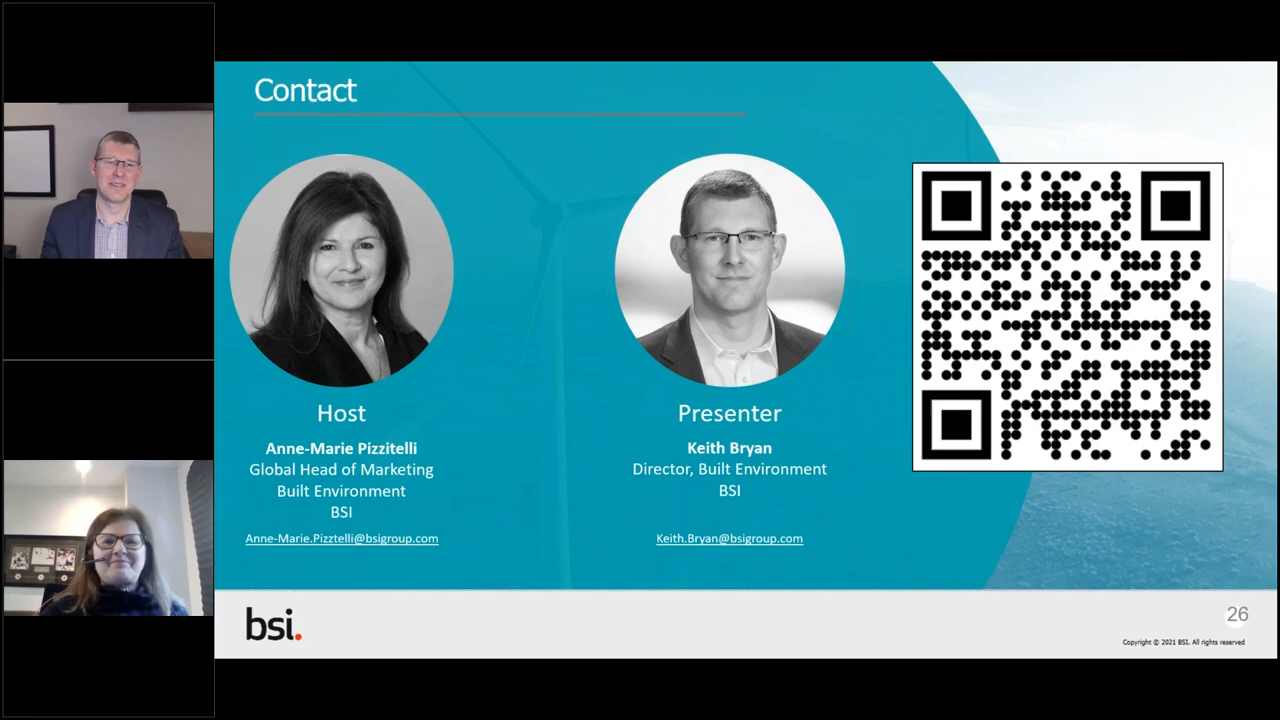 Contact
Host
Anne-Marie Pizzitelli
Global Head of Marketing
Built Environment
BSI
Anne-Marie.Pizztelli@bsigroup.com
Presenter
Keith Bryan
Director, Built Environment
BSI
Keith.Bryan@bsigroup.com
bsi.
26
Copyright © 2021 BSI. All rights reserved